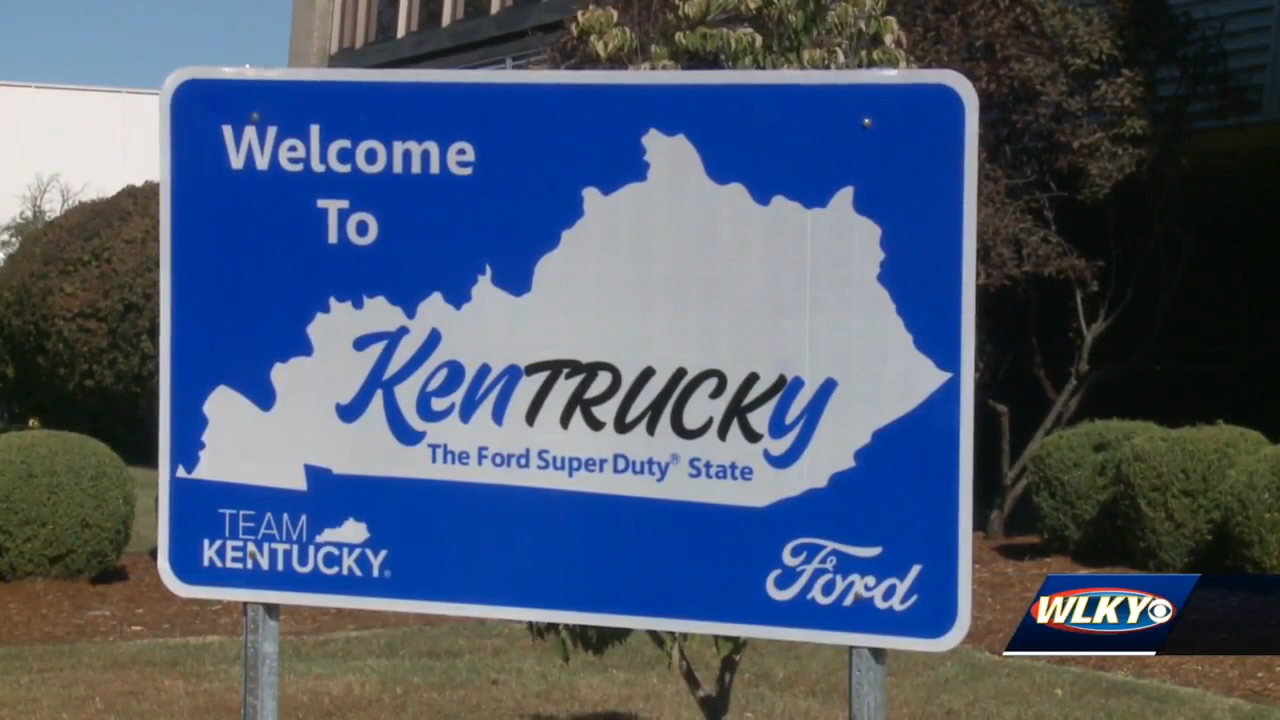 Welcome
To
KenTRUCKy
The Ford Super Duty® State
TEAM
KENTUCKY®
Ford
WLKY